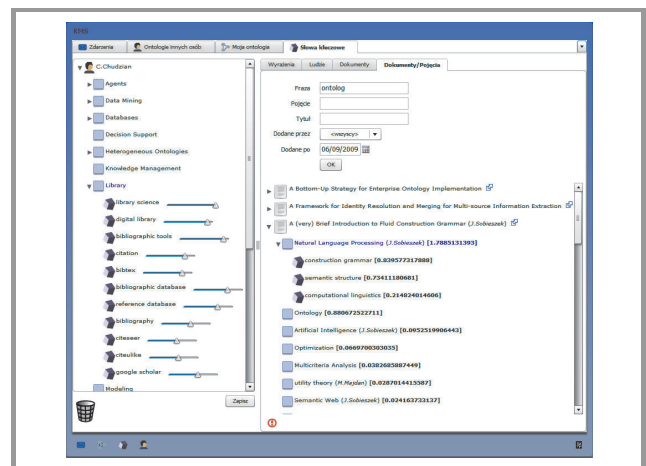 KMS
Zdarzenia
Ontologie innych osób
Moja ontologia
Słowa kluczowe
C.Chudzian
Agents
Data Mining
Databases
Decision Support
Heterogeneous Ontologies
Knowledge Management
Library
library science
digital library
bibliographic tools
citation
bibtex
bibliographic database
reference database
bibliography
citeseer
citeulike
google scholar
Modeling
Zapisz
Wyrażenia Ludzie Dokumenty Dokumenty/Pojęcia
Fraza ontolog
Pojęcie
Tytuł
Dodane przez <wszyscy>
Dodane po 06/09/2009
OK
A Bottom-Up Strategy for Enterprise Ontology Implementation
A Framework for Identity Resolution and Merging for Multi-source Information Extraction
A (very) Brief Introduction to Fluid Construction Grammar (J.Sobieszek)
Natural Language Processing (J.Sobieszek) [1.7885131393]
construction grammar [0.839577317888]
semantic structure [0.73411180681]
computational linguistics [0.214824014606]
Ontology [0.880672522711]
Artificial Intelligence (J.Sobieszek) [0.0952519906443]
Optimization [0.0669700303035]
Multicriteria Analysis [0.0382685887449]
utility theory (M.Majdan) [0.0287014415587]
Semantic Web (J.Sobieszek) [0.024163733137]